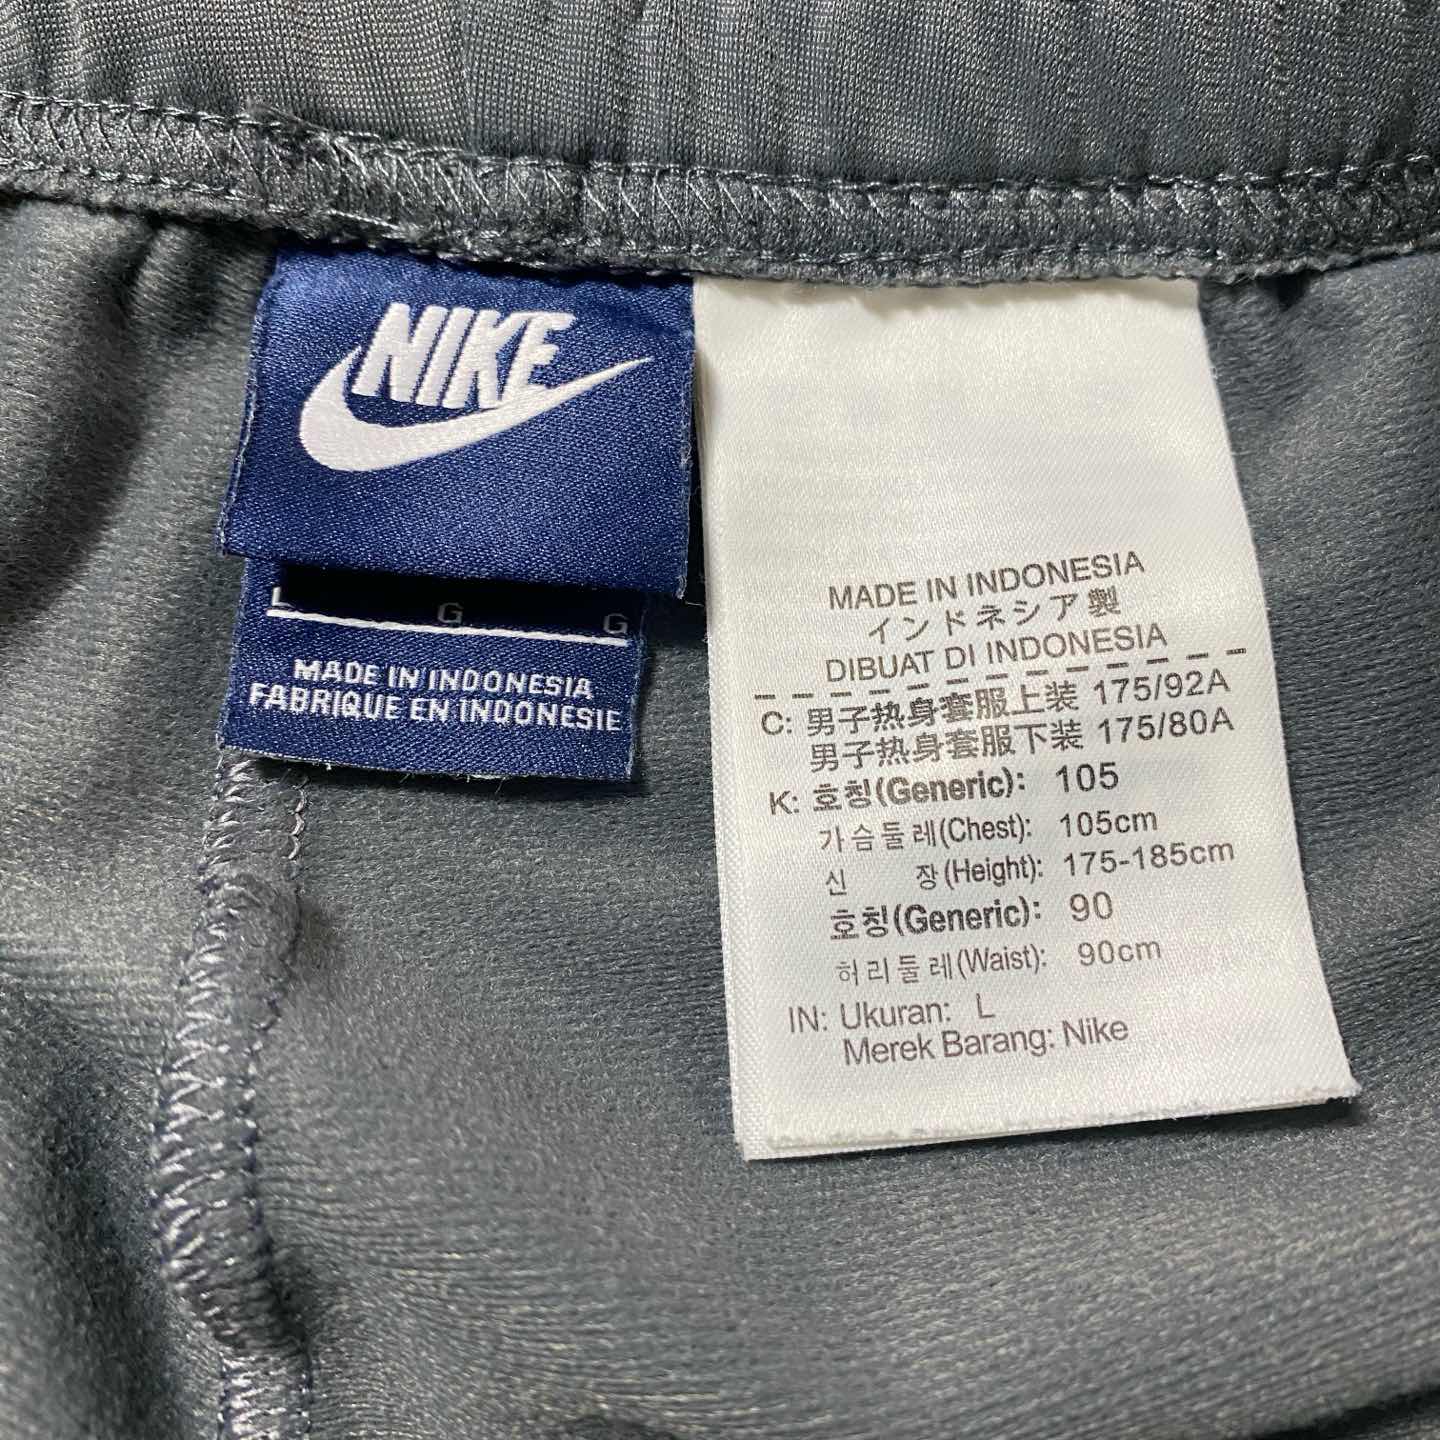 NIKE
L G G
MADE IN INDONESIA
FABRIQUE EN INDONESIE
MADE IN INDONESIA
インドネシア製
DIBUAT DI INDONESIA
C: 男子热身套服上装 175/92A
男子热身套服下装 175/80A
K: 호칭(Generic): 105
가슴둘레(Chest): 105cm
신 장(Height): 175-185cm
호칭(Generic): 90
허리둘레(Waist): 90cm
IN: Ukuran: L
Merek Barang: Nike